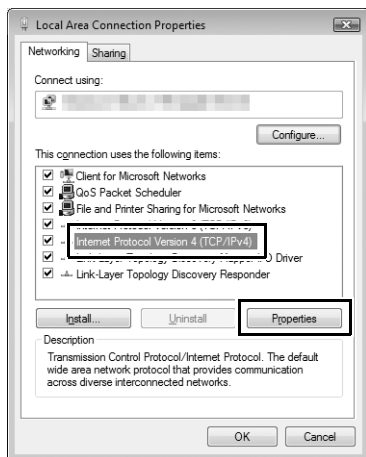 Local Area Connection Properties
Networking Sharing
Connect using:
Configure...
This connection uses the following items:
Client for Microsoft Networks
QoS Packet Scheduler
File and Printer Sharing for Microsoft Networks
Internet Protocol Version 4 (TCP/IPv4)
Driver
Link-Layer Topology Discovery Responder
Install... Uninstall Properties
Description
Transmission Control Protocol/Internet Protocol. The default
wide area network protocol that provides communication
across diverse interconnected networks.
OK Cancel